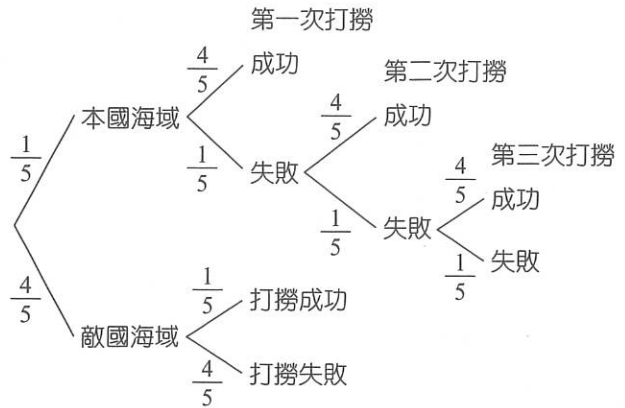 第一次打撈
4/5 成功 第二次打撈
本國海域 4/5 成功
1/5 1/5 失敗 第三次打撈
4/5 成功
1/5 失敗
1/5 失敗
1/5 打撈成功
4/5 敵國海域
4/5 打撈失敗